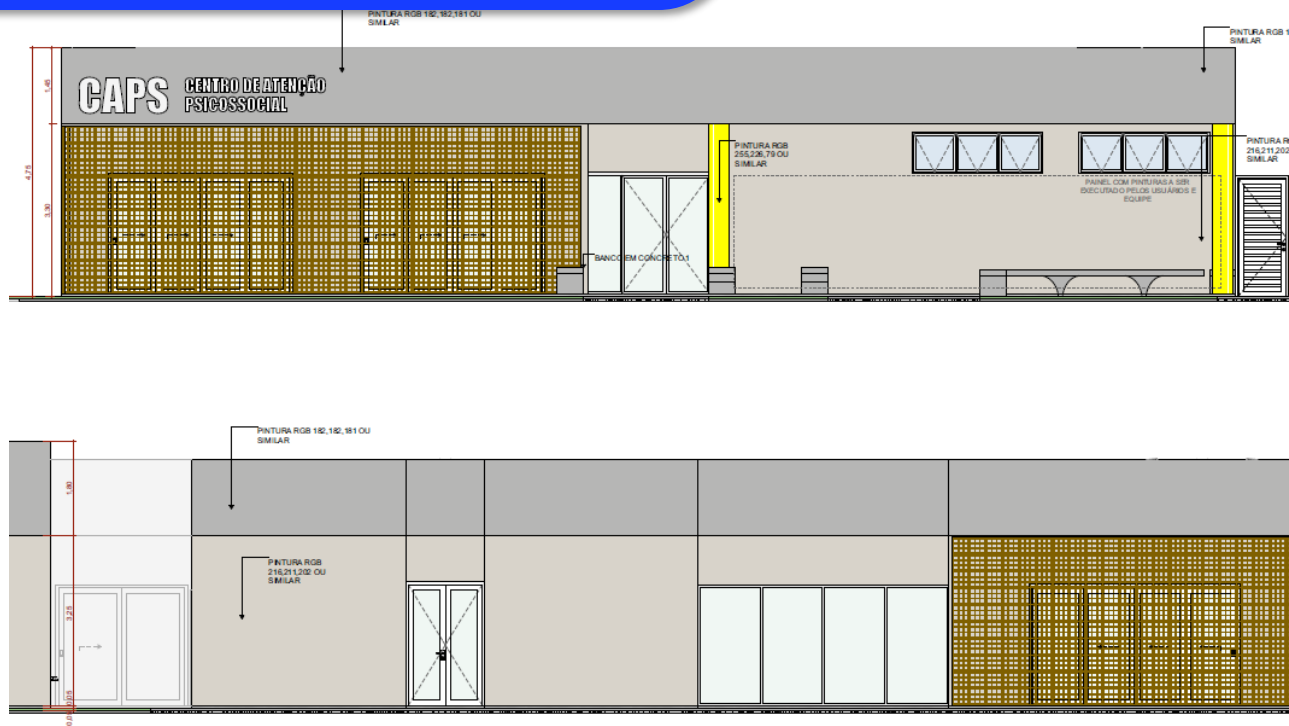 PINTURA RGB 182,182,181 OU
SIMILAR
PINTURA RGB 1
SIMILAR
CAPS
CENTRO DE ATENÇÃO
PSICOSSOCIAL
1,45
4,75
3,30
PINTURA RGB
255,226,79 OU
SIMILAR
PINTURA R
216,211,202
SIMILAR
PAINEL COM PINTURAS A SER
EXECUTADO PELOS USUÁRIOS E
EQUIPE
BANCO EM CONCRETO.1
PINTURA RGB 182,182,181 OU
SIMILAR
1,80
PINTURA RGB
216,211,202 OU
SIMILAR
3,25